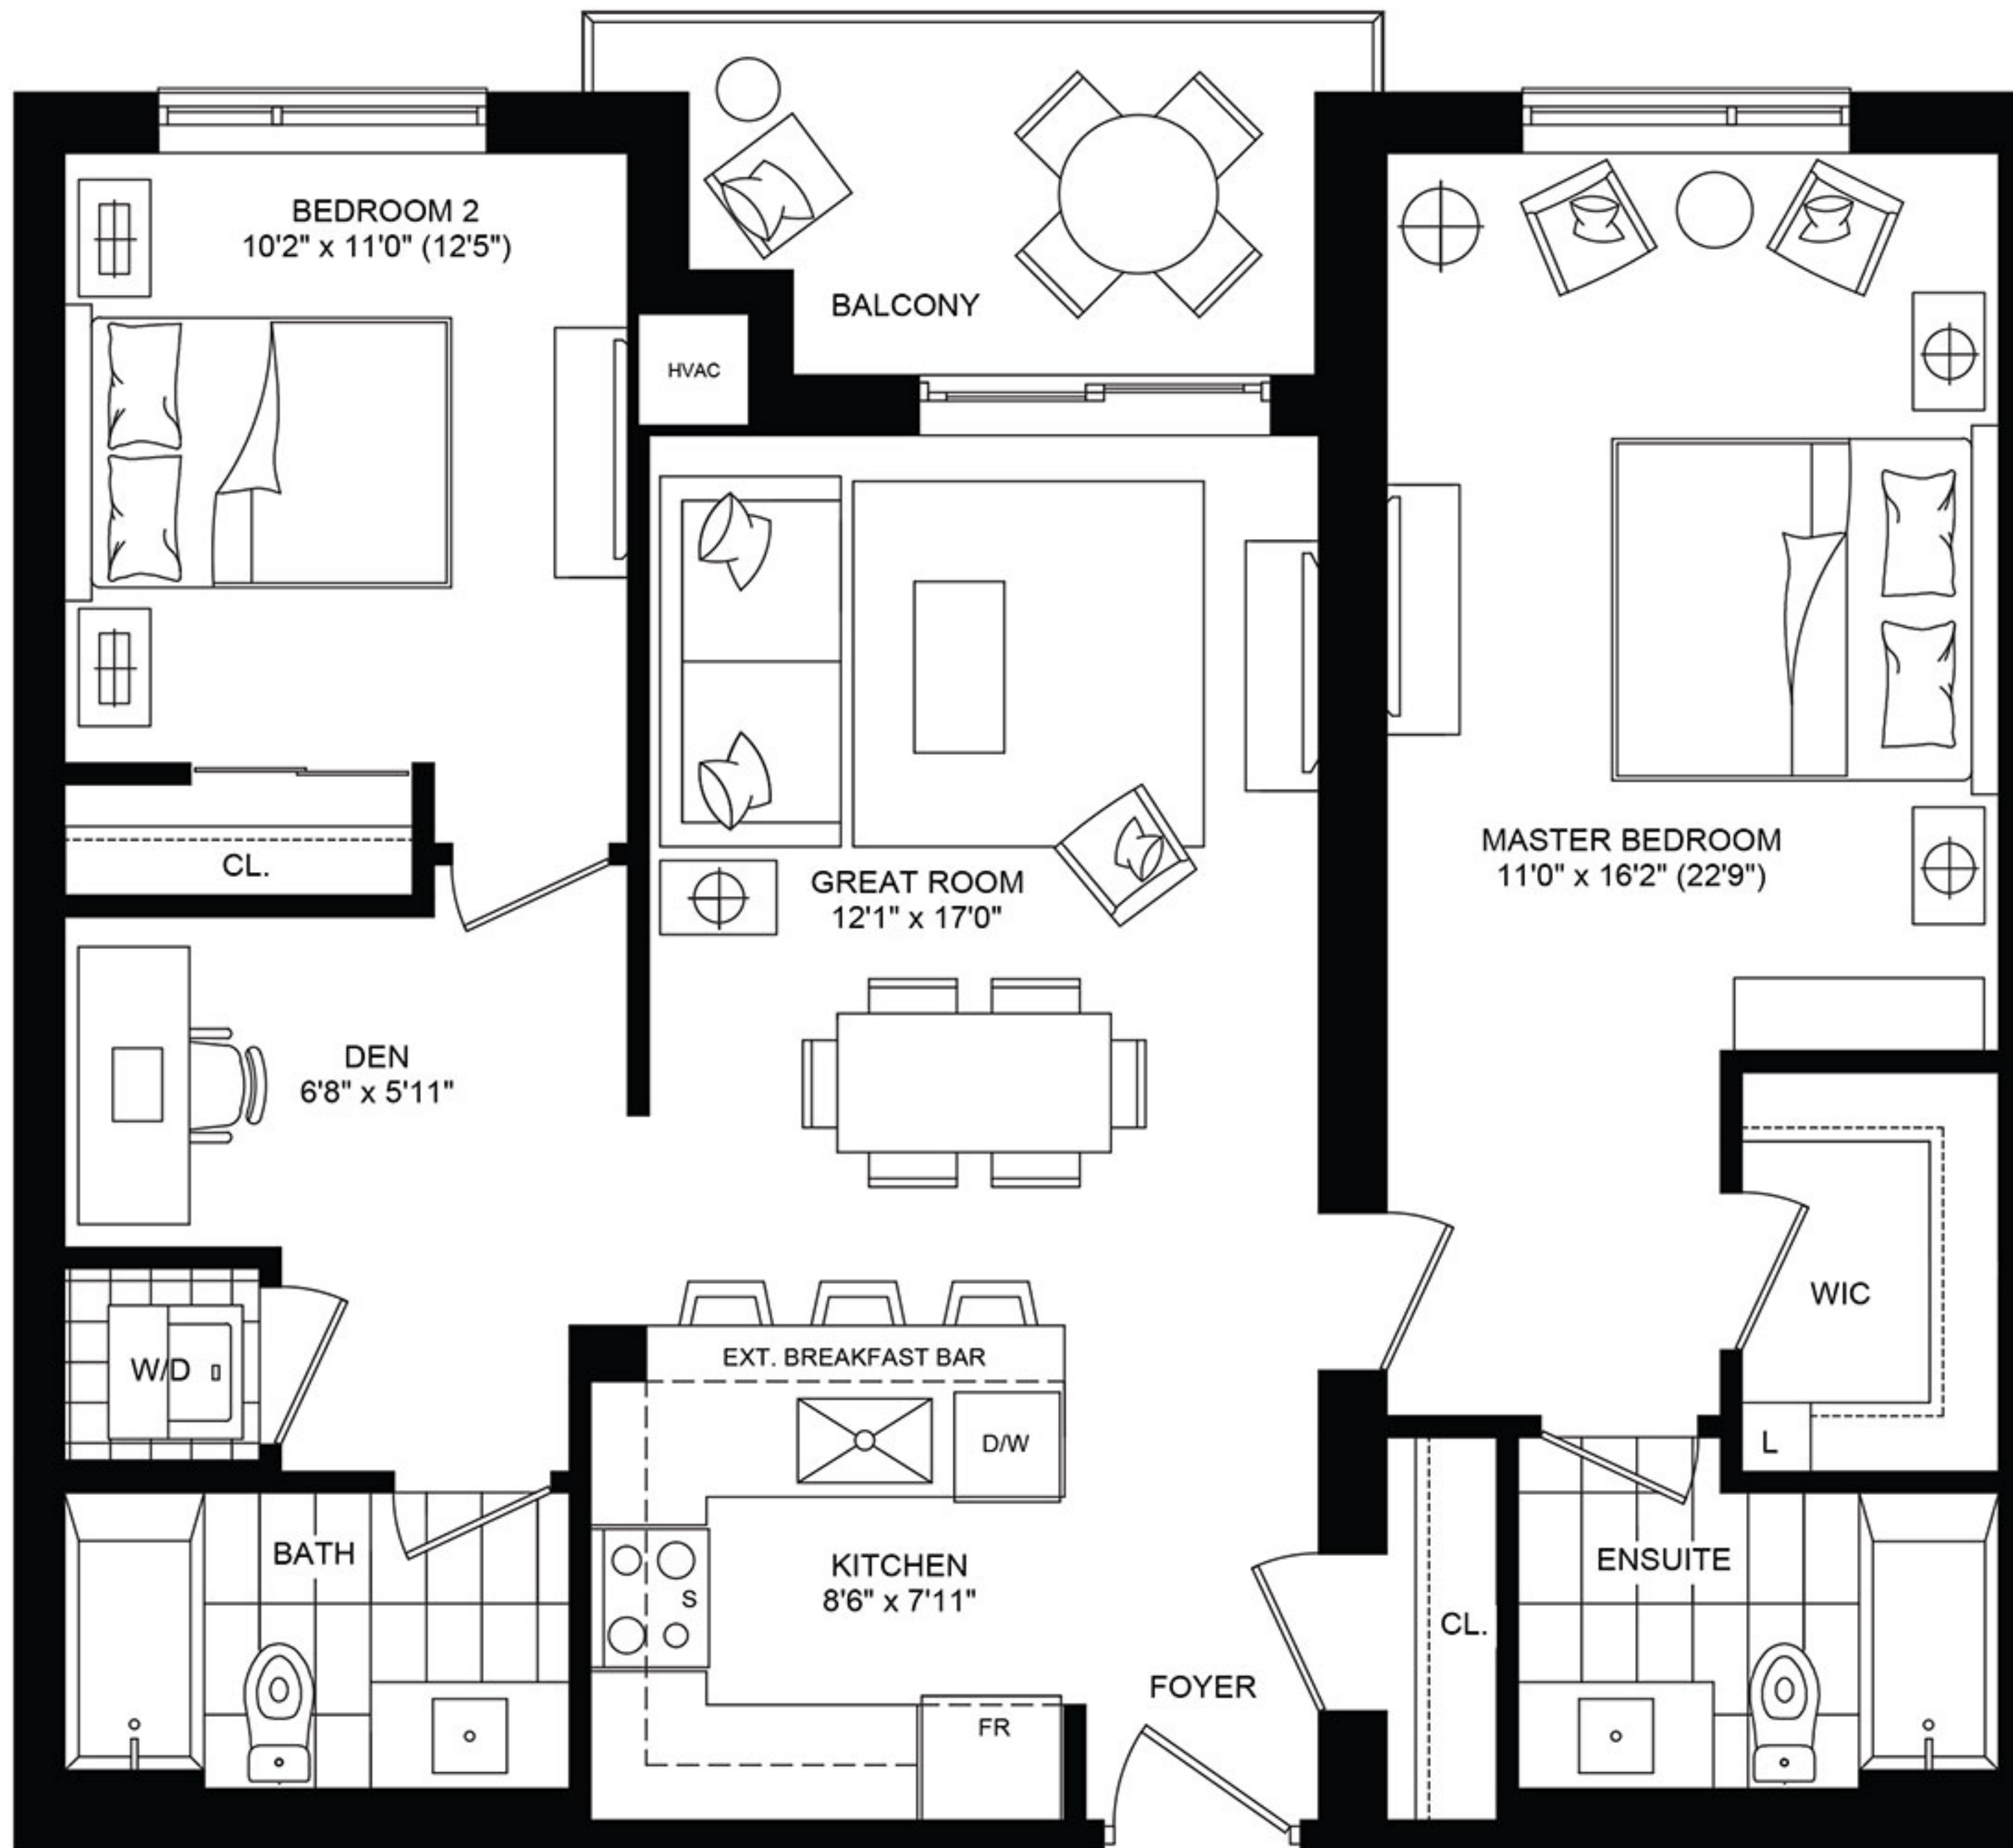 BEDROOM 2
10'2" x 11'0" (12'5")
BALCONY
HVAC
MASTER BEDROOM
11'0" x 16'2" (22'9")
CL.
GREAT ROOM
12'1" x 17'0"
DEN
6'8" x 5'11"
WIC
W/D
EXT. BREAKFAST BAR
D/W
L
BATH
KITCHEN
8'6" x 7'11"
S
ENSUITE
CL.
FOYER
FR